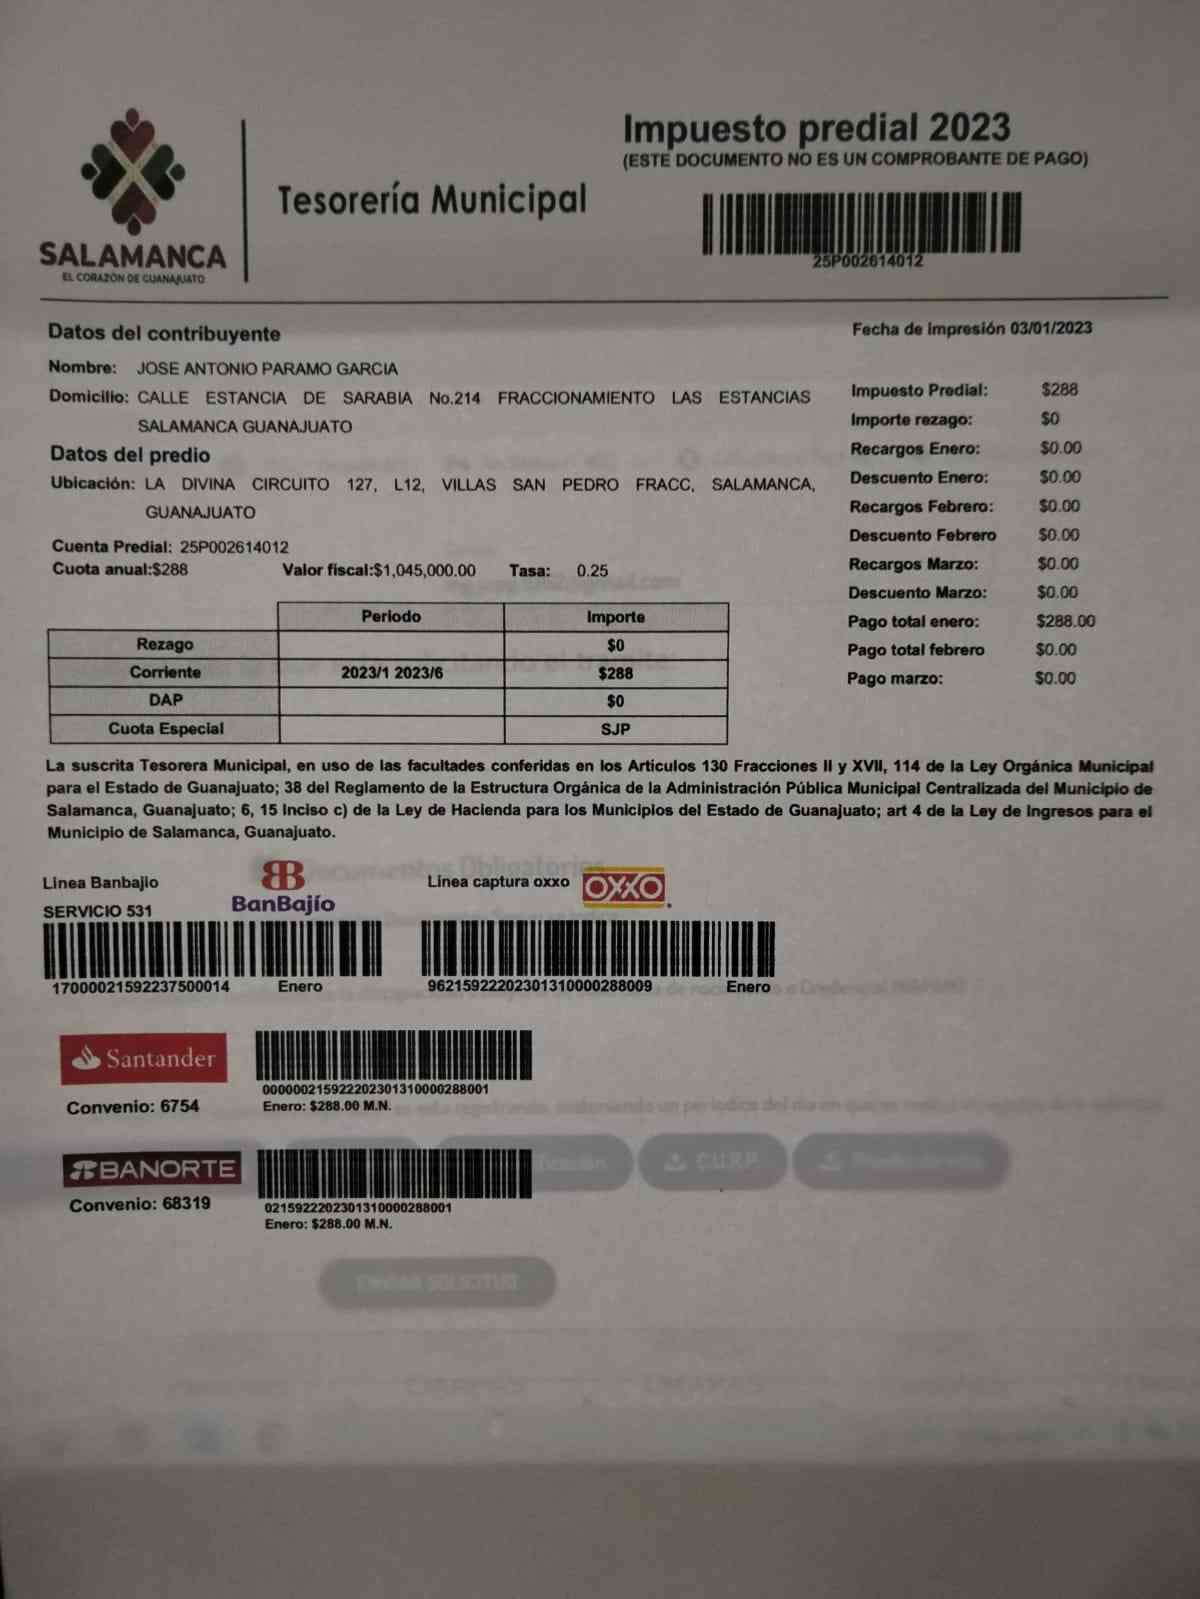 Impuesto predial 2023
(ESTE DOCUMENTO NO ES UN COMPROBANTE DE PAGO)
Tesorería Municipal
SALAMANCA
EL CORAZÓN DE GUANAJUATO
25P002614012
Datos del contribuyente
Fecha de impresión 03/01/2023
Nombre: JOSE ANTONIO PARAMO GARCIA
Domicilio: CALLE ESTANCIA DE SARABIA No.214 FRACCIONAMIENTO LAS ESTANCIAS
SALAMANCA GUANAJUATO
Datos del predio
Ubicación: LA DIVINA CIRCUITO 127, L12, VILLAS SAN PEDRO FRACC, SALAMANCA,
GUANAJUATO
Cuenta Predial: 25P002614012
Cuota anual:$288 Valor fiscal:$1,045,000.00 Tasa: 0.25
Impuesto Predial: $288
Importe rezago: $0
Recargos Enero: $0.00
Descuento Enero: $0.00
Recargos Febrero: $0.00
Descuento Febrero $0.00
Recargos Marzo: $0.00
Descuento Marzo: $0.00
Pago total enero: $288.00
Pago total febrero $0.00
Pago marzo: $0.00
Periodo Importe
Rezago $0
Corriente 2023/1 2023/6 $288
DAP $0
Cuota Especial SJP
La suscrita Tesorera Municipal, en uso de las facultades conferidas en los Articulos 130 Fracciones II y XVII, 114 de la Ley Orgánica Municipal
para el Estado de Guanajuato; 38 del Reglamento de la Estructura Orgánica de la Administración Pública Municipal Centralizada del Municipio de
Salamanca, Guanajuato; 6, 15 Inciso c) de la Ley de Hacienda para los Municipios del Estado de Guanajuato; art 4 de la Ley de Ingresos para el
Municipio de Salamanca, Guanajuato.
Linea Banbajio
BanBajío
SERVICIO 531
17000021592237500014 Enero
Linea captura oxxo
OXXO
96215922202301310000288009 Enero
Santander
Convenio: 6754
0000002159222023013​10000288001
Enero: $288.00 M.N.
BANORTE
Convenio: 68319
0215922202301310000288001
Enero: $288.00 M.N.
ENVIAR SOLICITUD
C.U.R.P.
Documentos Obligatorios